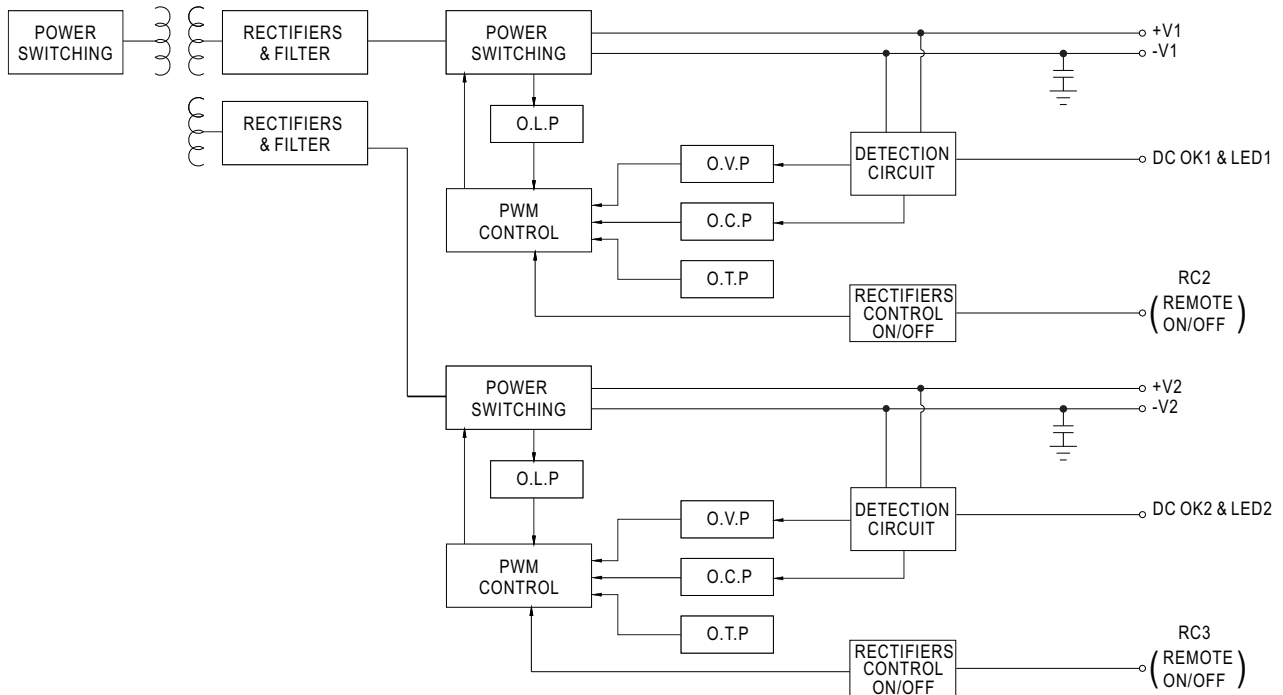 POWER
SWITCHING
RECTIFIERS
& FILTER
POWER
SWITCHING
+V1
-V1
RECTIFIERS
& FILTER
O.L.P
O.V.P
DETECTION
CIRCUIT
DC OK1 & LED1
PWM
CONTROL
O.C.P
O.T.P
RECTIFIERS
CONTROL
ON/OFF
RC2
(REMOTE
ON/OFF)
POWER
SWITCHING
+V2
-V2
O.L.P
O.V.P
DETECTION
CIRCUIT
DC OK2 & LED2
PWM
CONTROL
O.C.P
O.T.P
RECTIFIERS
CONTROL
ON/OFF
RC3
(REMOTE
ON/OFF)